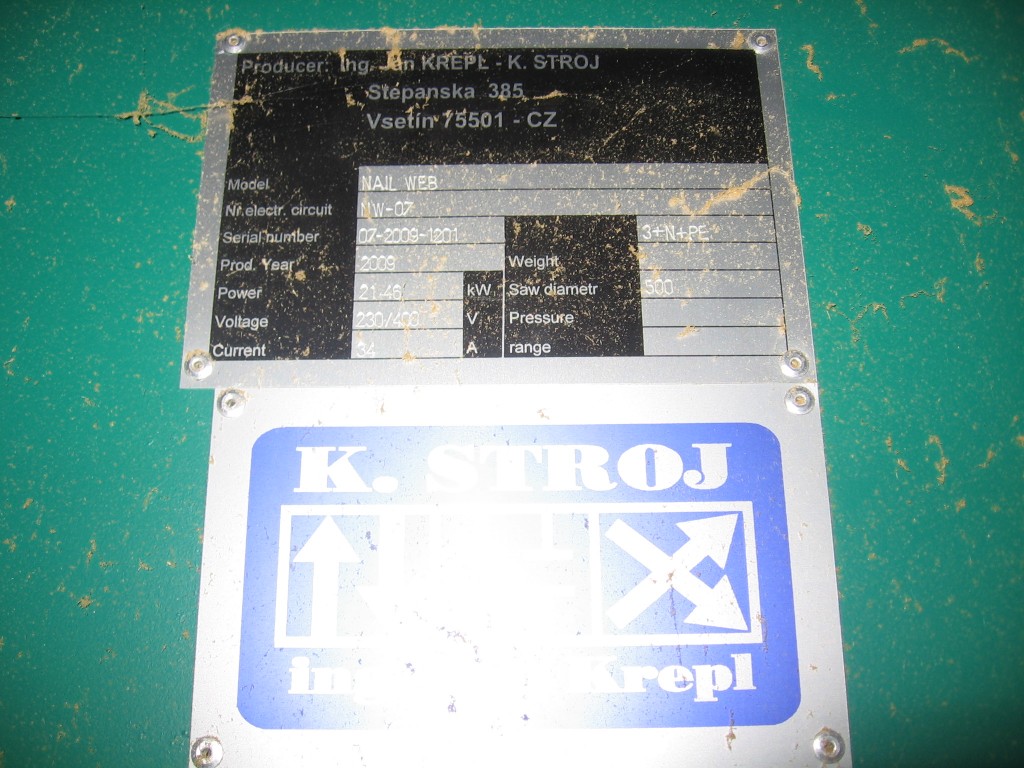 Producer: Ing. Jan KREPL - K. STROJ
Stepanska 385
Vsetin 75501 - CZ
Model NAIL WEB
Nr.electr. circuit NW-07
Serial number 07-2009-1201 3+N+PE
Prod. Year 2009 Weight
Power 21.46 kW Saw diametr 500
Voltage 230/400 V Pressure
Current 34 A range
K. STROJ
Krepl